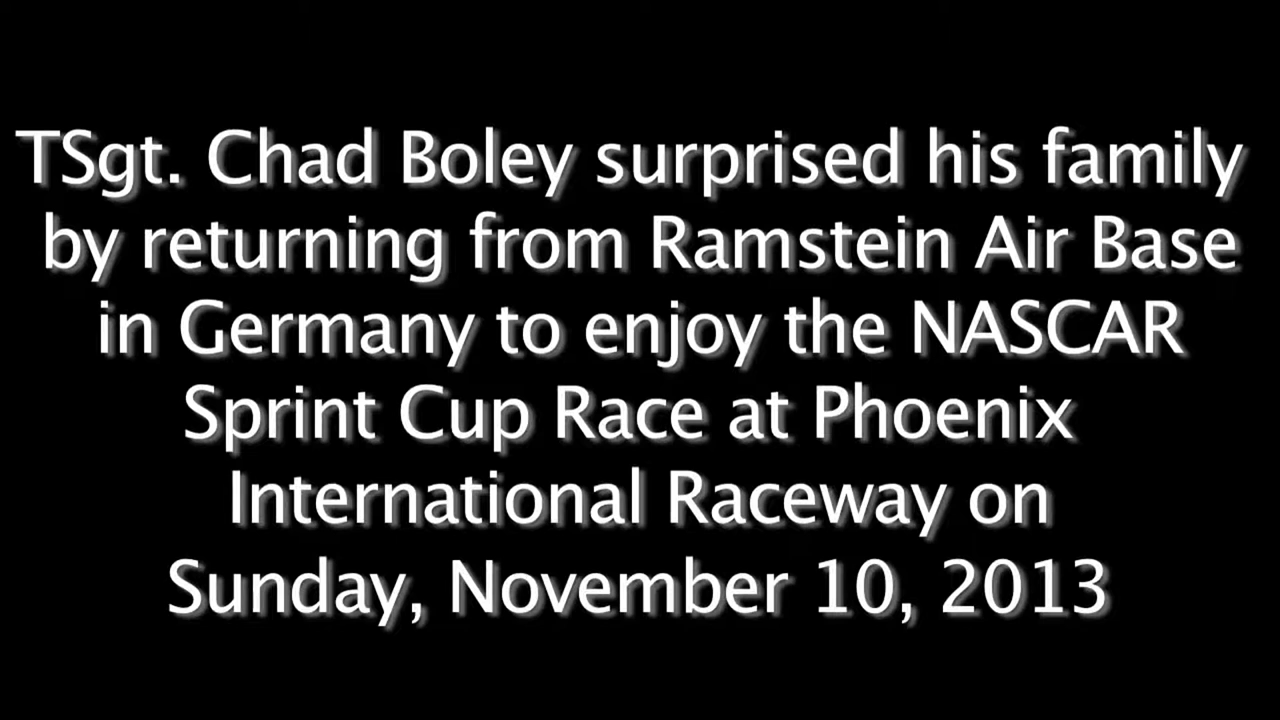 TSgt. Chad Boley surprised his family
by returning from Ramstein Air Base
in Germany to enjoy the NASCAR
Sprint Cup Race at Phoenix
International Raceway on
Sunday, November 10, 2013